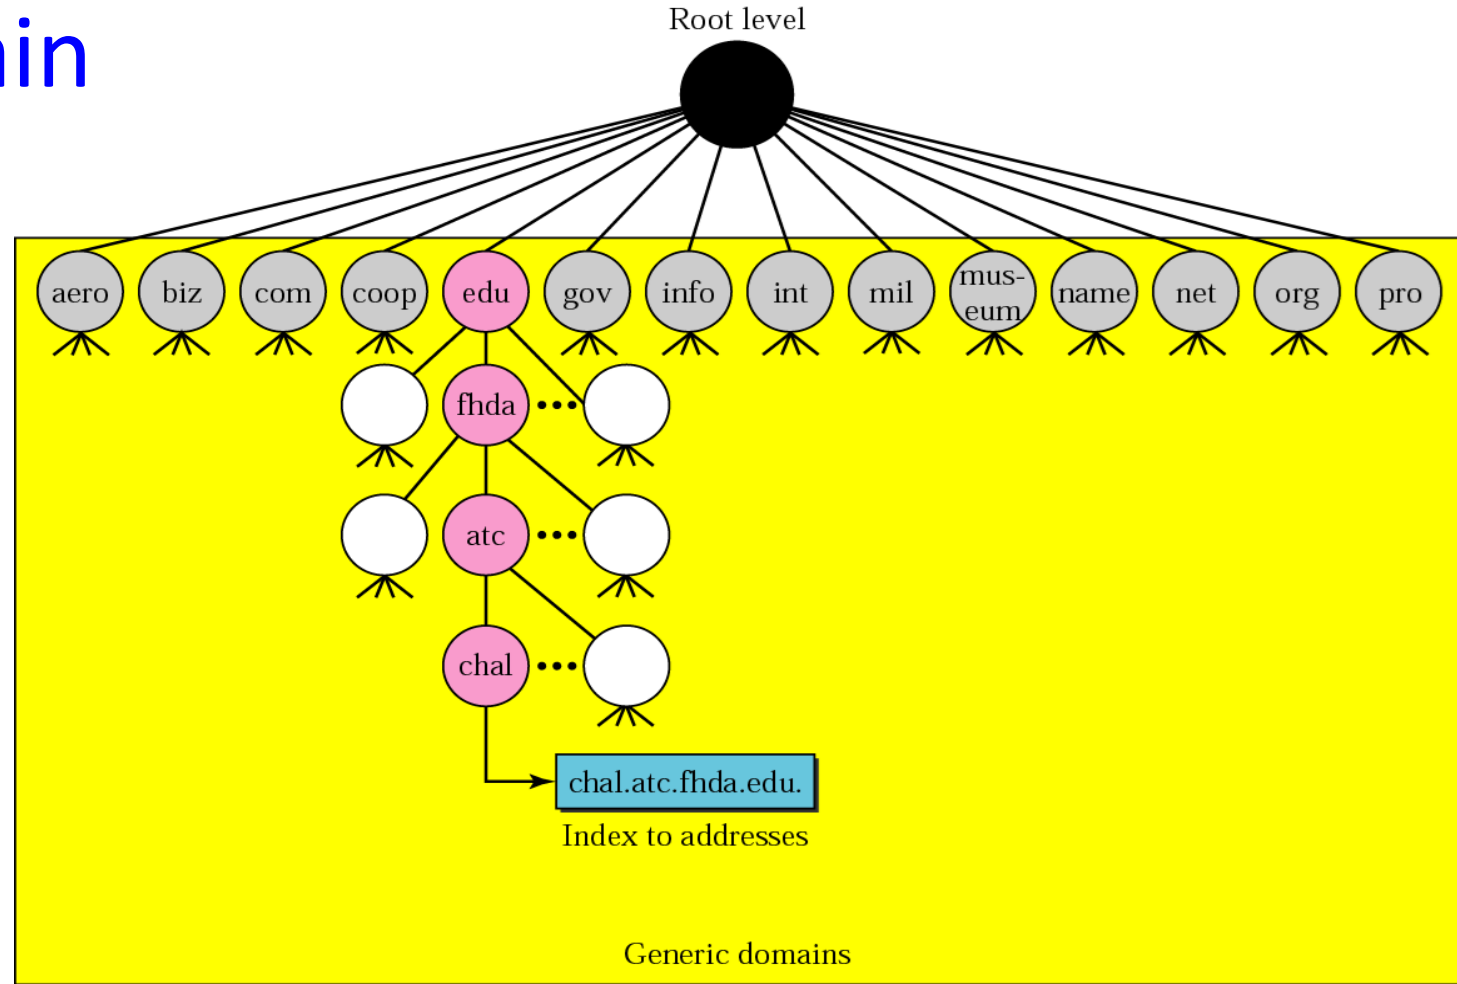 Root level
aero biz com coop edu gov info int mil mus-
eum name net org pro
fhda
atc
chal
chal.atc.fhda.edu.
Index to addresses
Generic domains